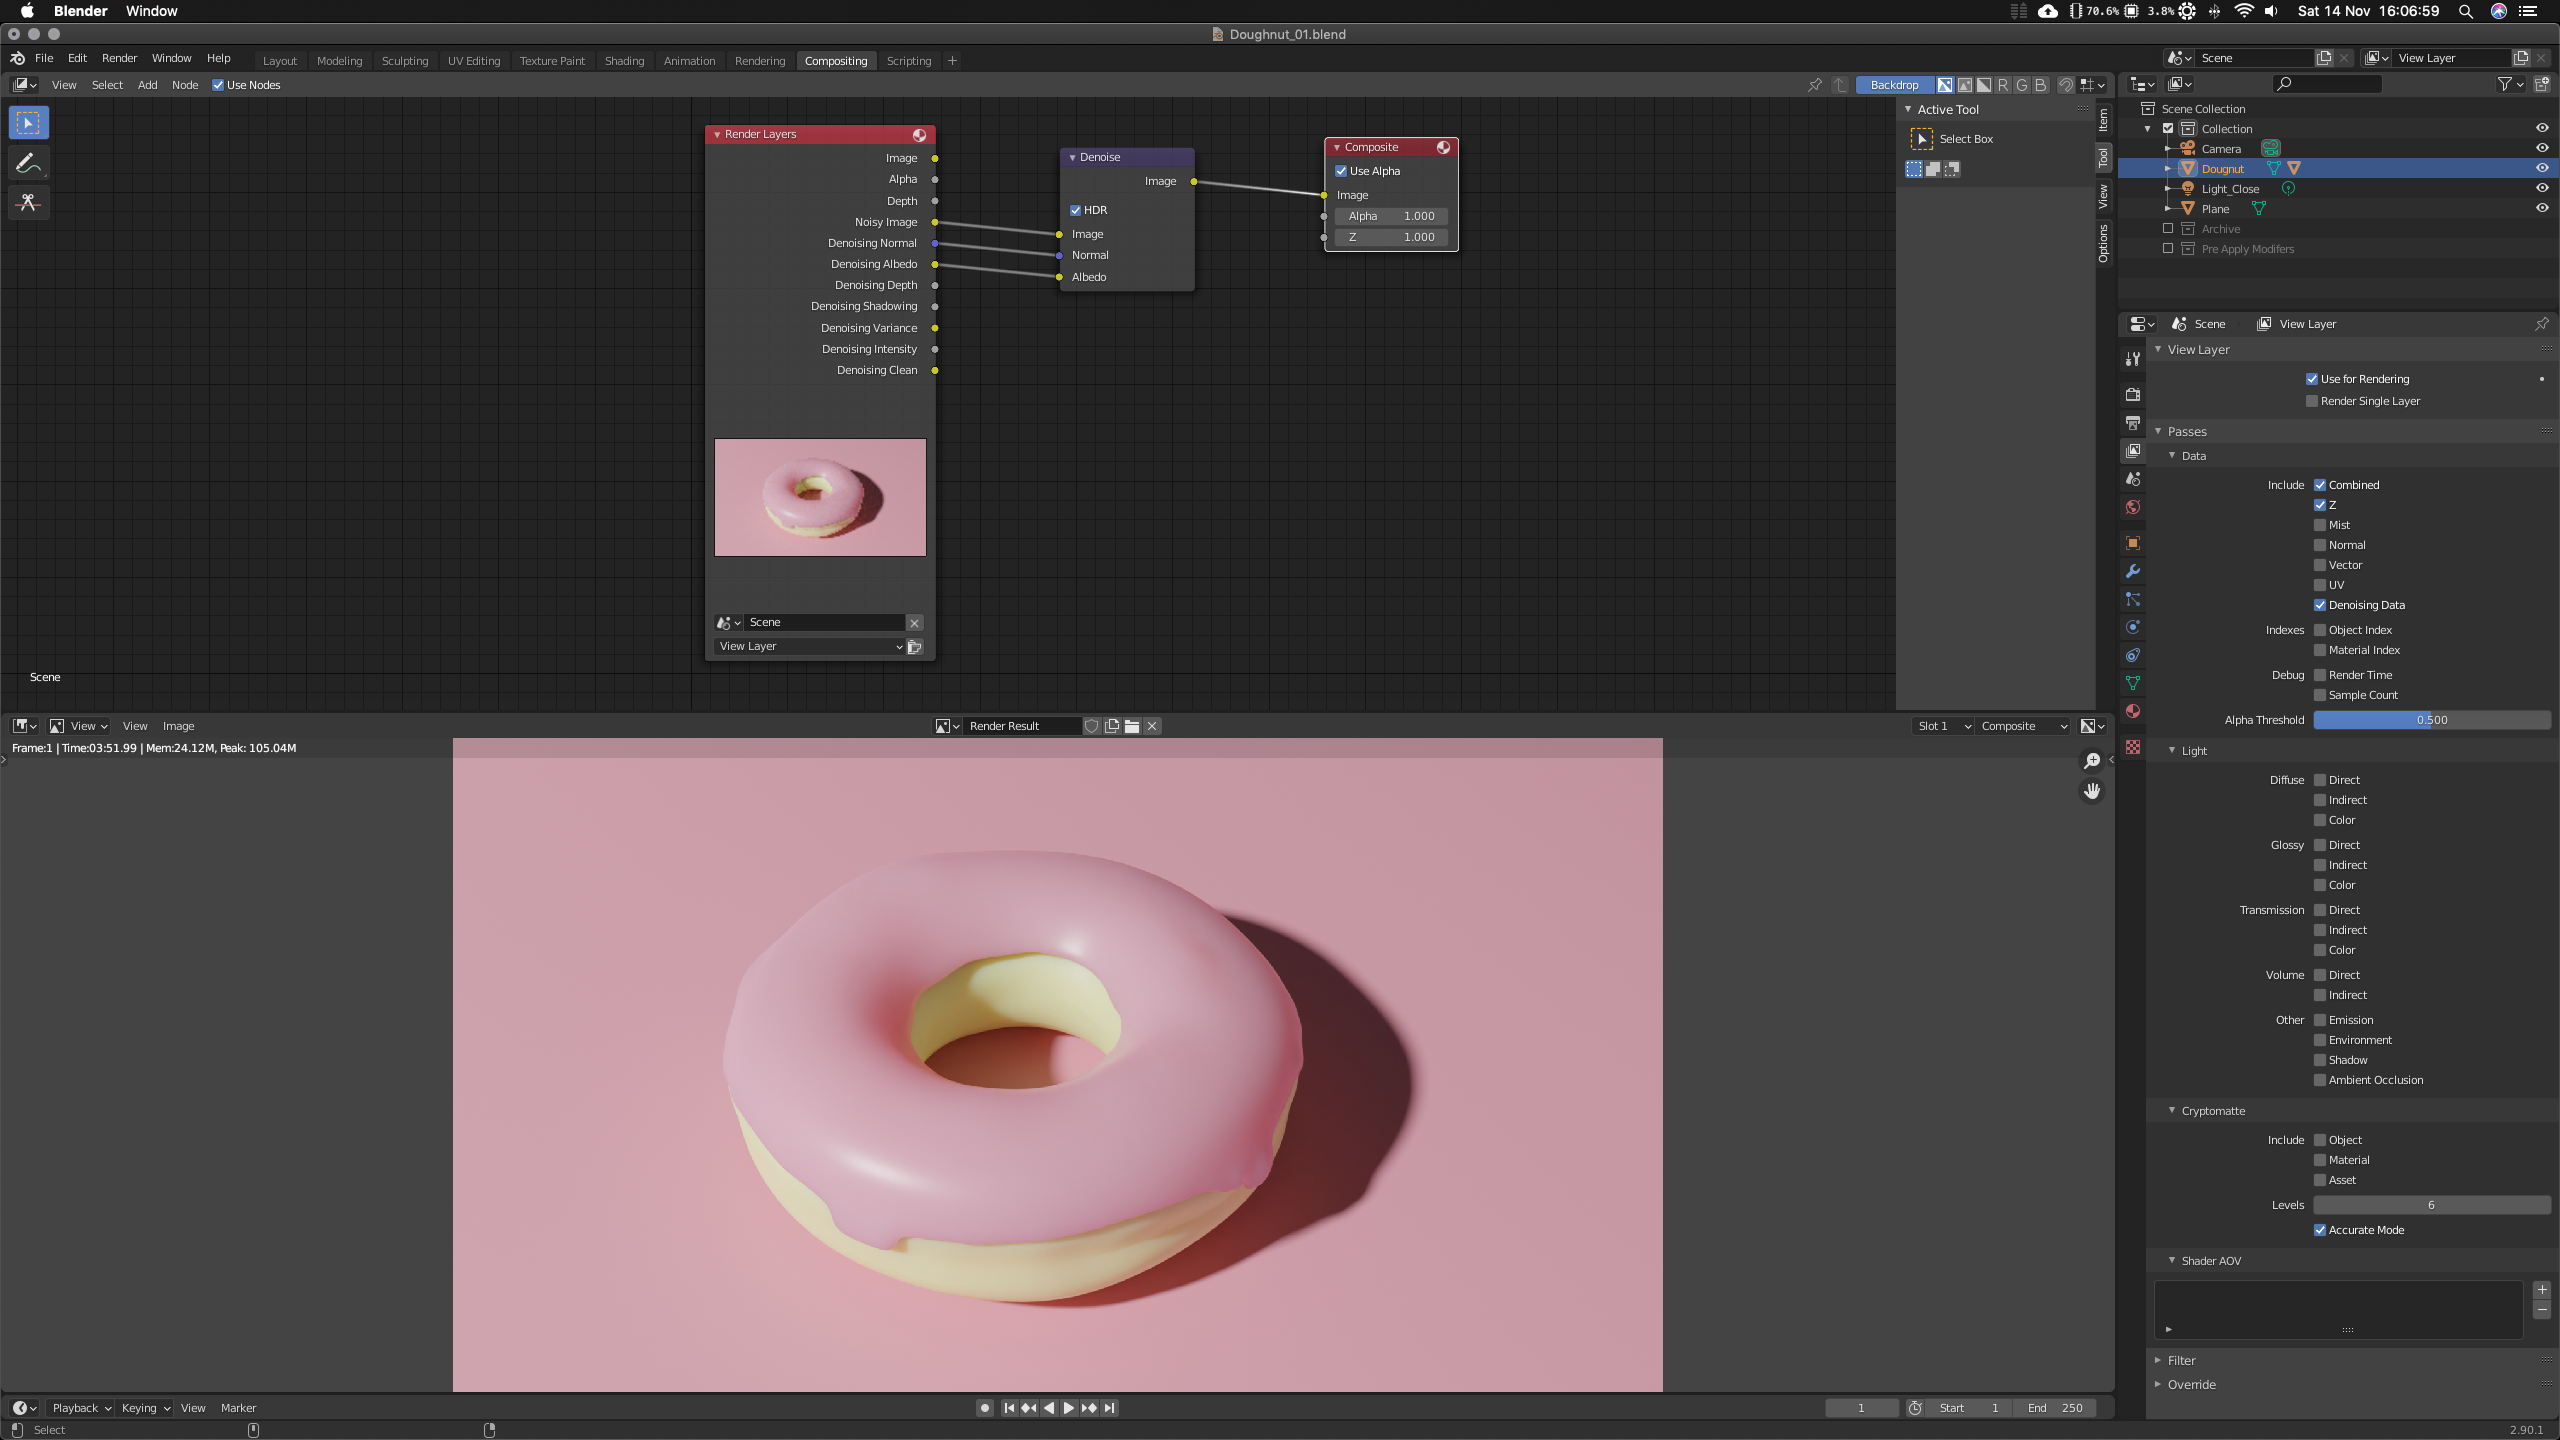 Blender Window 70.6% 3.8% Sat 14 Nov 16:06:59
Doughnut_01.blend
File Edit Render Window Help Layout Modeling Sculpting UV Editing Texture Paint Shading Animation Rendering Compositing Scripting + Scene View Layer
View Select Add Node Use Nodes Backdrop R G B
Active Tool
Select Box
Item
Tool
View
Options
Render Layers
Image
Alpha
Depth
Noisy Image
Denoising Normal
Denoising Albedo
Denoising Depth
Denoising Shadowing
Denoising Variance
Denoising Intensity
Denoising Clean
Scene
View Layer
Denoise
Image
HDR
Image
Normal
Albedo
Composite
Use Alpha
Image
Alpha 1.000
Z 1.000
Scene
Scene Collection
Collection
Camera
Dougnut
Light_Close
Plane
Archive
Pre Apply Modifers
Scene View Layer
View Layer
Use for Rendering
Render Single Layer
Passes
Data
Include Combined
Z
Mist
Normal
Vector
UV
Denoising Data
Indexes Object Index
Material Index
Debug Render Time
Sample Count
Alpha Threshold 0.500
Light
Diffuse Direct
Indirect
Color
Glossy Direct
Indirect
Color
Transmission Direct
Indirect
Color
Volume Direct
Indirect
Other Emission
Environment
Shadow
Ambient Occlusion
Cryptomatte
Include Object
Material
Asset
Levels 6
Accurate Mode
Shader AOV
Filter
Override
View View Image Render Result Slot 1 Composite
Frame:1 | Time:03:51.99 | Mem:24.12M, Peak: 105.04M
Playback Keying View Marker 1 Start 1 End 250
Select 2.90.1